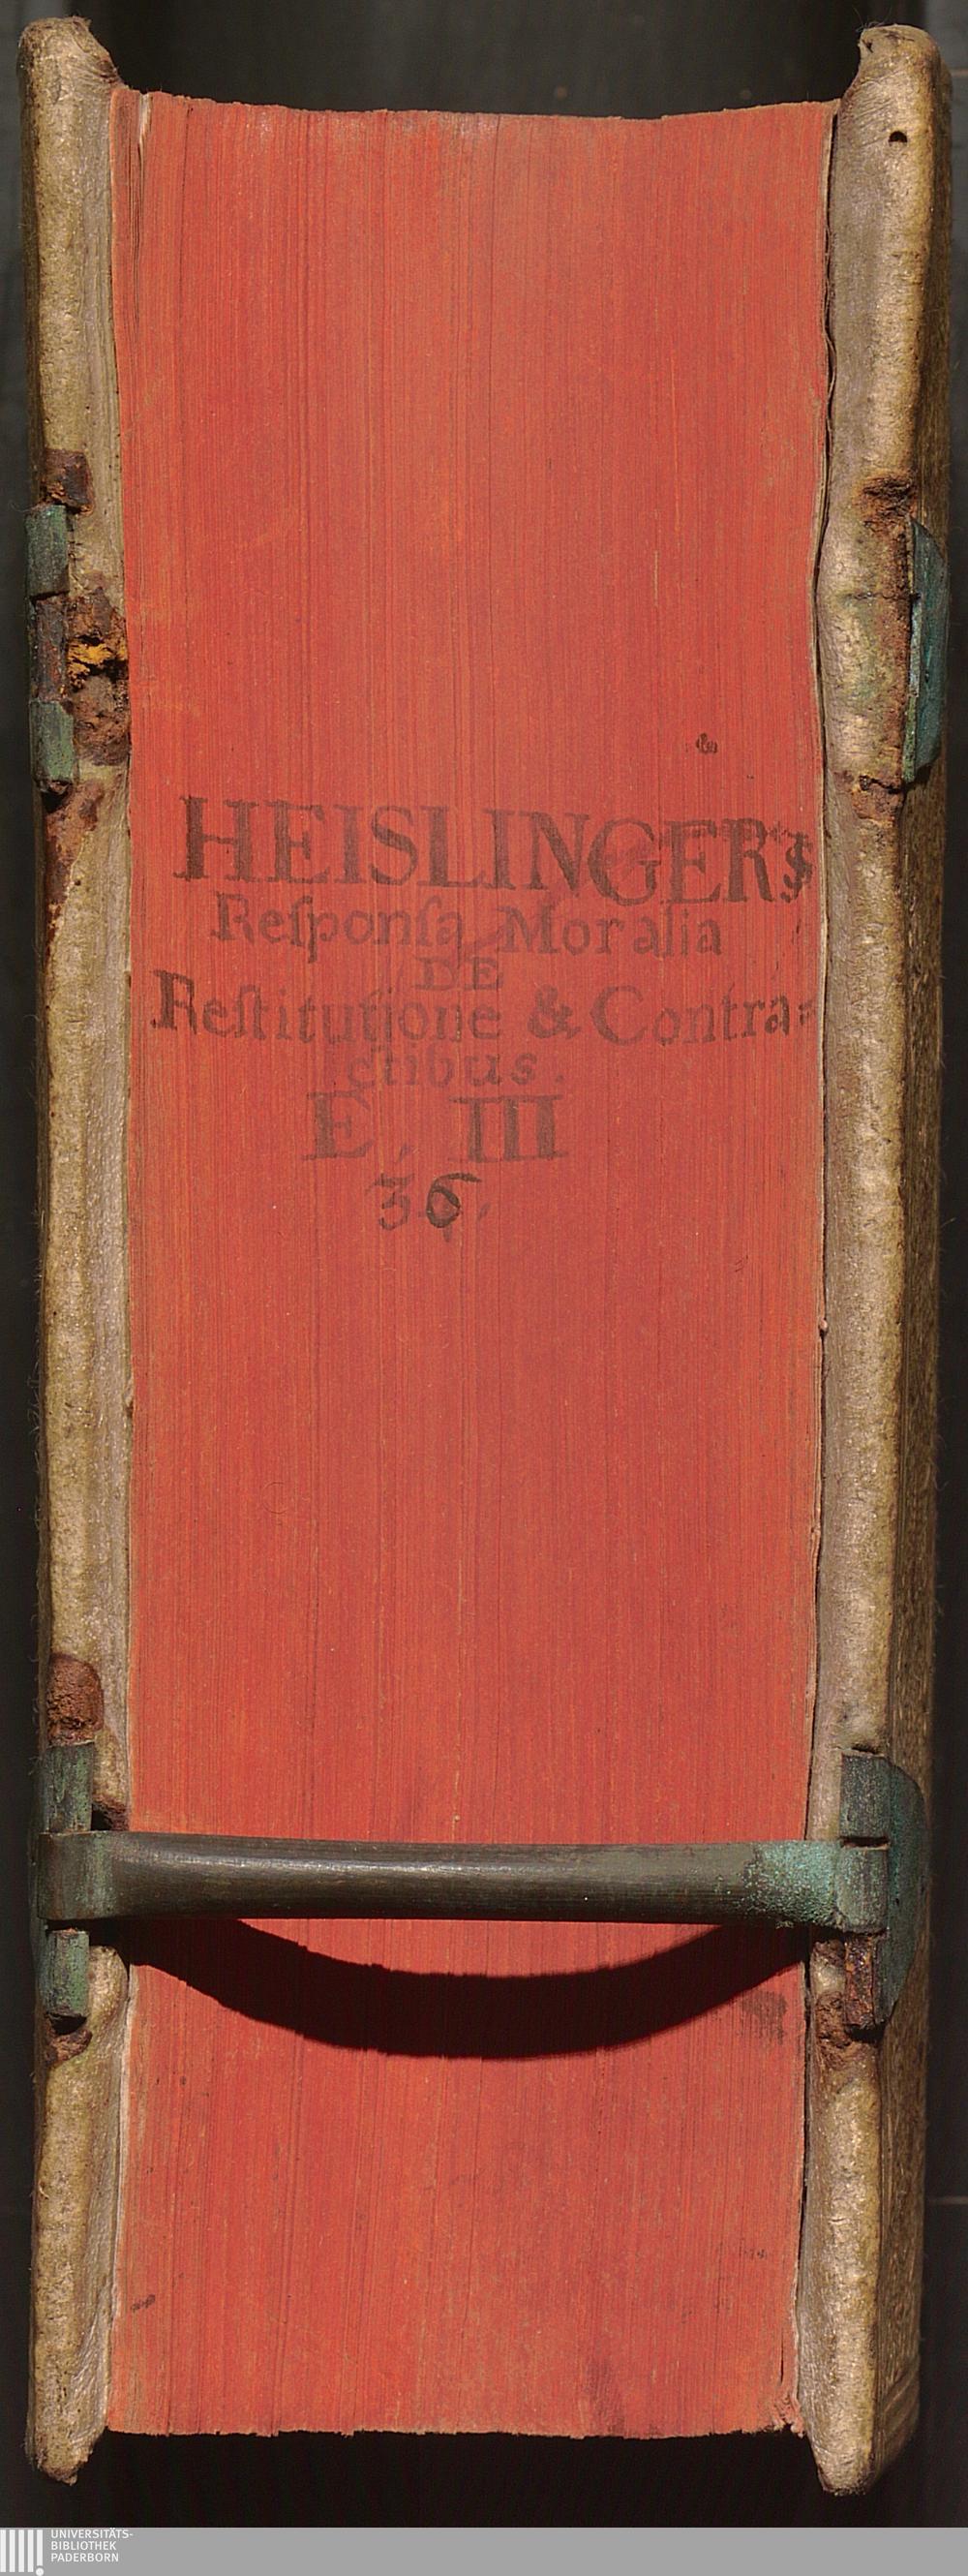 HEISLINGERS
Reſponſa Moralia
DE
Reſtitutione & Contra=
ctibus.
E. III
36.
UNIVERSITÄTS-
BIBLIOTHEK
PADERBORN